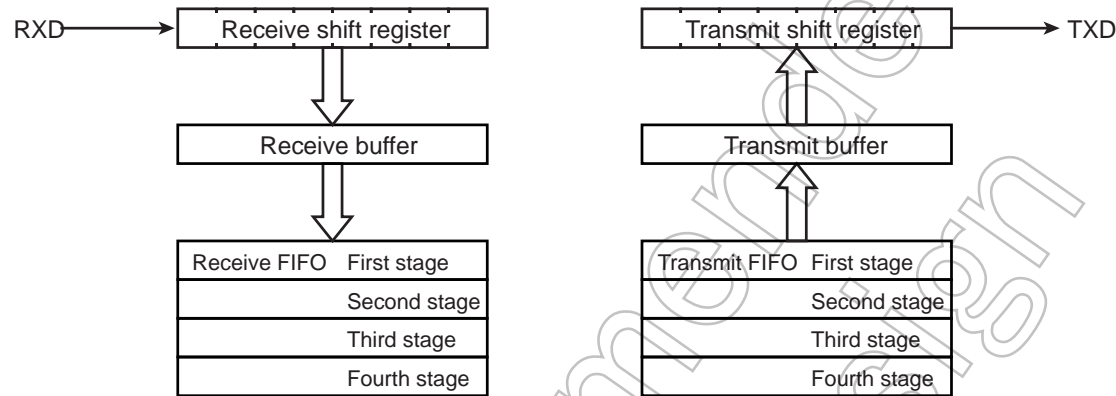 RXD
Receive shift register
Receive buffer
Receive FIFO First stage
Second stage
Third stage
Fourth stage
Transmit shift register
TXD
Transmit buffer
Transmit FIFO First stage
Second stage
Third stage
Fourth stage